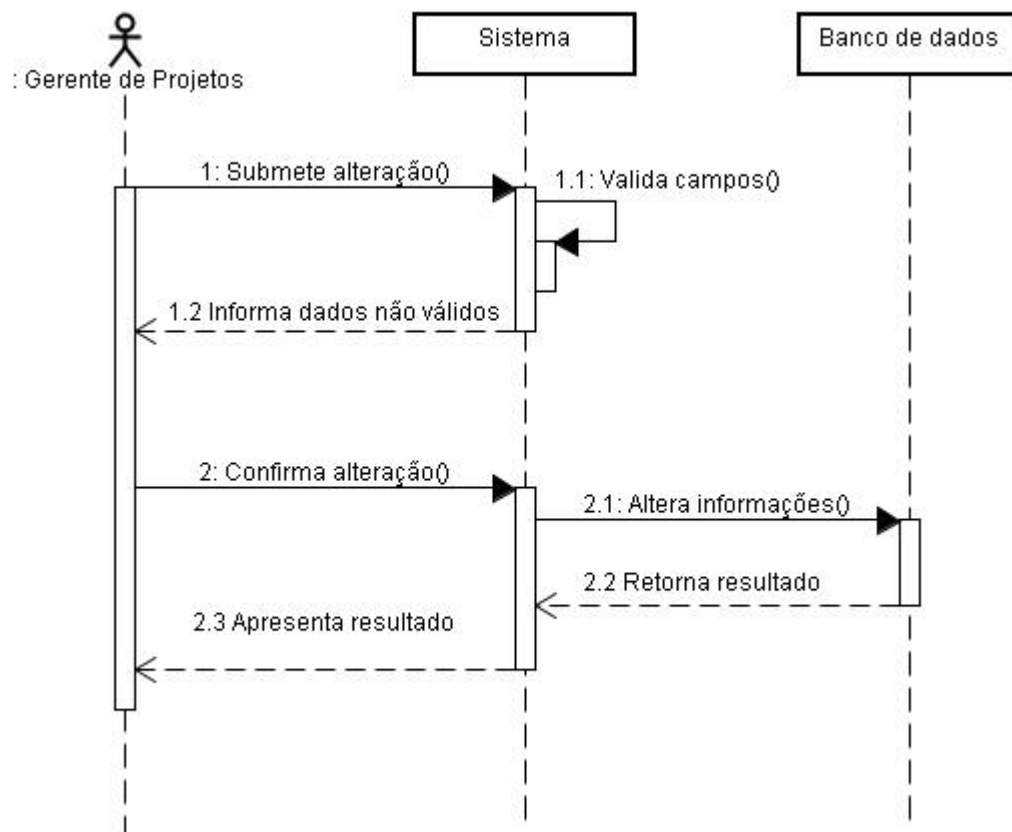 Sistema
Banco de dados
: Gerente de Projetos
1: Submete alteração()
1.1: Valida campos()
1.2 Informa dados não válidos
2: Confirma alteração()
2.1: Altera informações()
2.2 Retorna resultado
2.3 Apresenta resultado